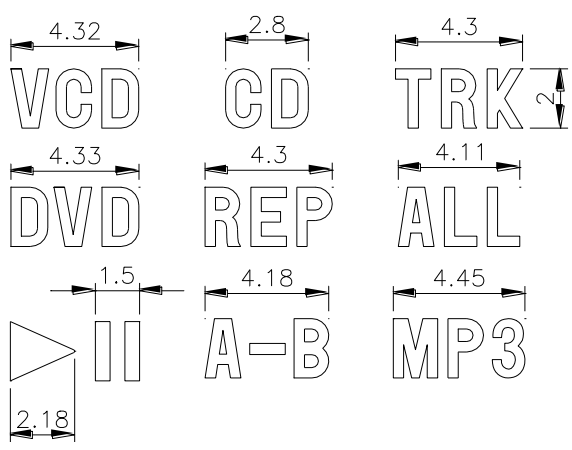 4.32 2.8 4.3
VCD CD TRK 2
4.33 4.3 4.11
DVD REP ALL
1.5 4.18 4.45
A-B MP3
2.18